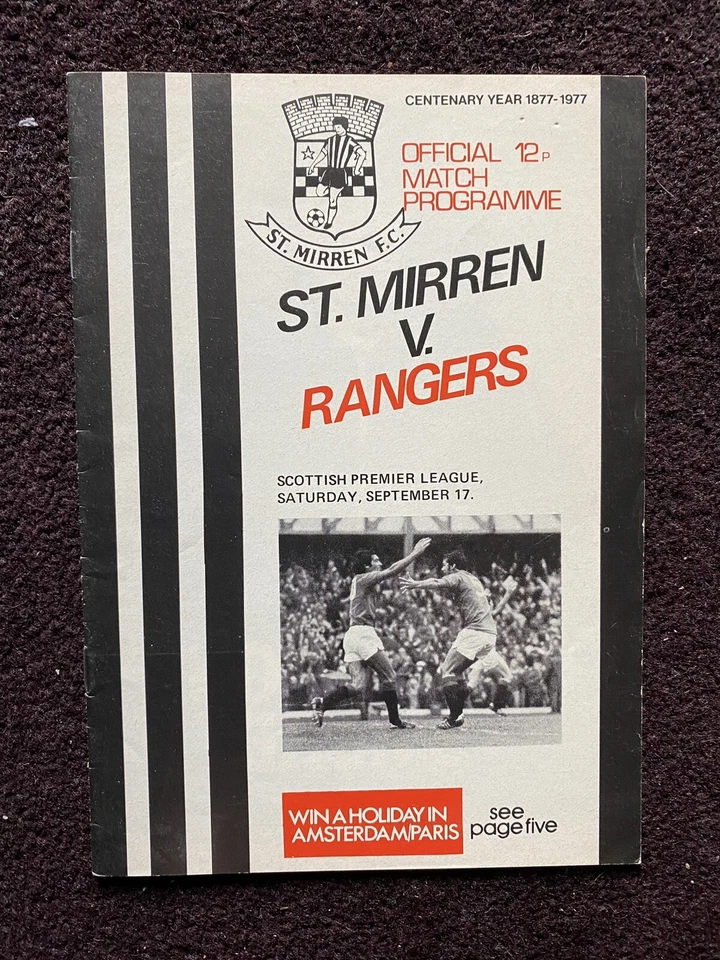 CENTENARY YEAR 1877-1977
OFFICIAL 12P
MATCH
PROGRAMME
ST. MIRREN F.C.
ST. MIRREN
V.
RANGERS
SCOTTISH PREMIER LEAGUE,
SATURDAY, SEPTEMBER 17.
WIN A HOLIDAY IN
AMSTERDAM/PARIS
see
page five